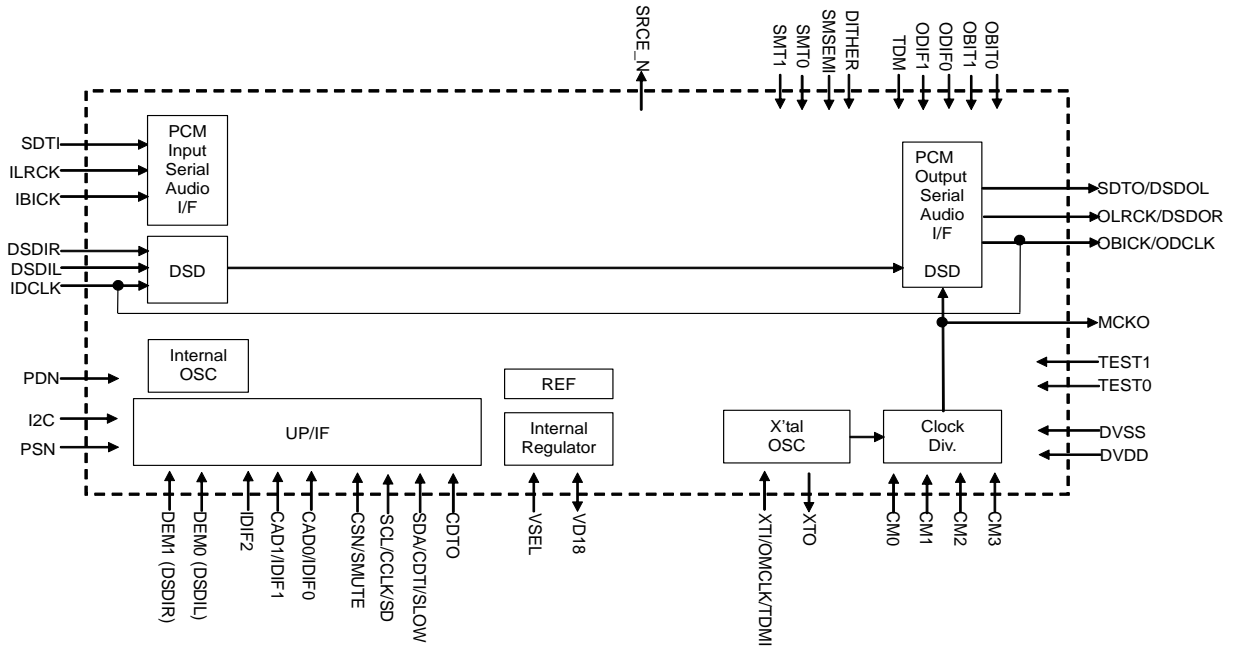 SRCE_N
SMT1
SMT0
SMSEMI
DITHER
TDM
ODIF1
ODIF0
OBIT1
OBIT0
SDTI
ILRCK
IBICK
PCM
Input
Serial
Audio
I/F
PCM
Output
Serial
Audio
I/F
DSD
SDTO/DSDOL
OLRCK/DSDOR
OBICK/ODCLK
DSDIR
DSDIL
IDCLK
DSD
MCKO
TEST1
TEST0
Internal
OSC
REF
PDN
I2C
PSN
UP/IF
Internal
Regulator
X'tal
OSC
Clock
Div.
DVSS
DVDD
DEM1 (DSDIR)
DEM0 (DSDIL)
IDIF2
CAD1/IDIF1
CAD0/IDIF0
CSN/SMUTE
SCL/CCLK/SD
SDA/CDTI/SLOW
CDTO
VSEL
VD18
XTI/OMCLK/TDMI
XTO
CM0
CM1
CM2
CM3